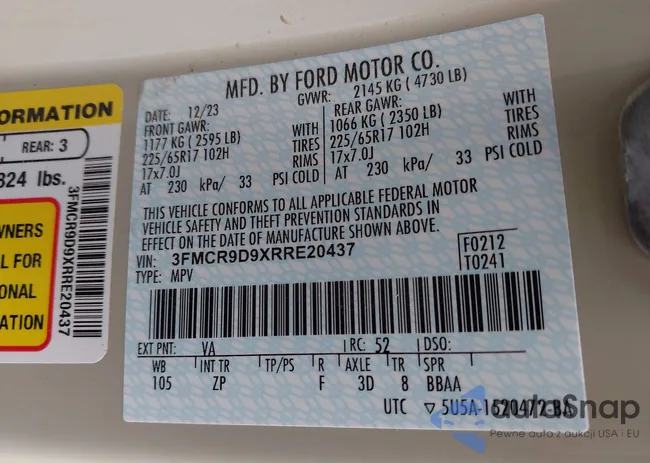 ORMATION
REAR: 3
824 lbs.
WNERS
L FOR
ONAL
ATION
3FMCR9D9XRRE20437
MFD. BY FORD MOTOR CO.
DATE: 12/23 GVWR: 2145 KG ( 4730 LB)
FRONT GAWR: REAR GAWR:
1177 KG ( 2595 LB) WITH 1066 KG ( 2350 LB) WITH
225/65R17 102H TIRES 225/65R17 102H TIRES
17x7.0J RIMS 17x7.0J RIMS
AT 230 kPa/ 33 PSI COLD AT 230 kPa/ 33 PSI COLD
THIS VEHICLE CONFORMS TO ALL APPLICABLE FEDERAL MOTOR
VEHICLE SAFETY AND THEFT PREVENTION STANDARDS IN
EFFECT ON THE DATE OF MANUFACTURE SHOWN ABOVE.
VIN: 3FMCR9D9XRRE20437 F0212
TYPE: MPV T0241
EXT PNT: VA RC: 52 DSO:
WB INT TR TP/PS R AXLE TR SPR
105 ZP F 3D 8 BBAA
UTC ▽ 5U5A-1520472-BA
autoSnap
Pewne auta z aukcji USA i EU